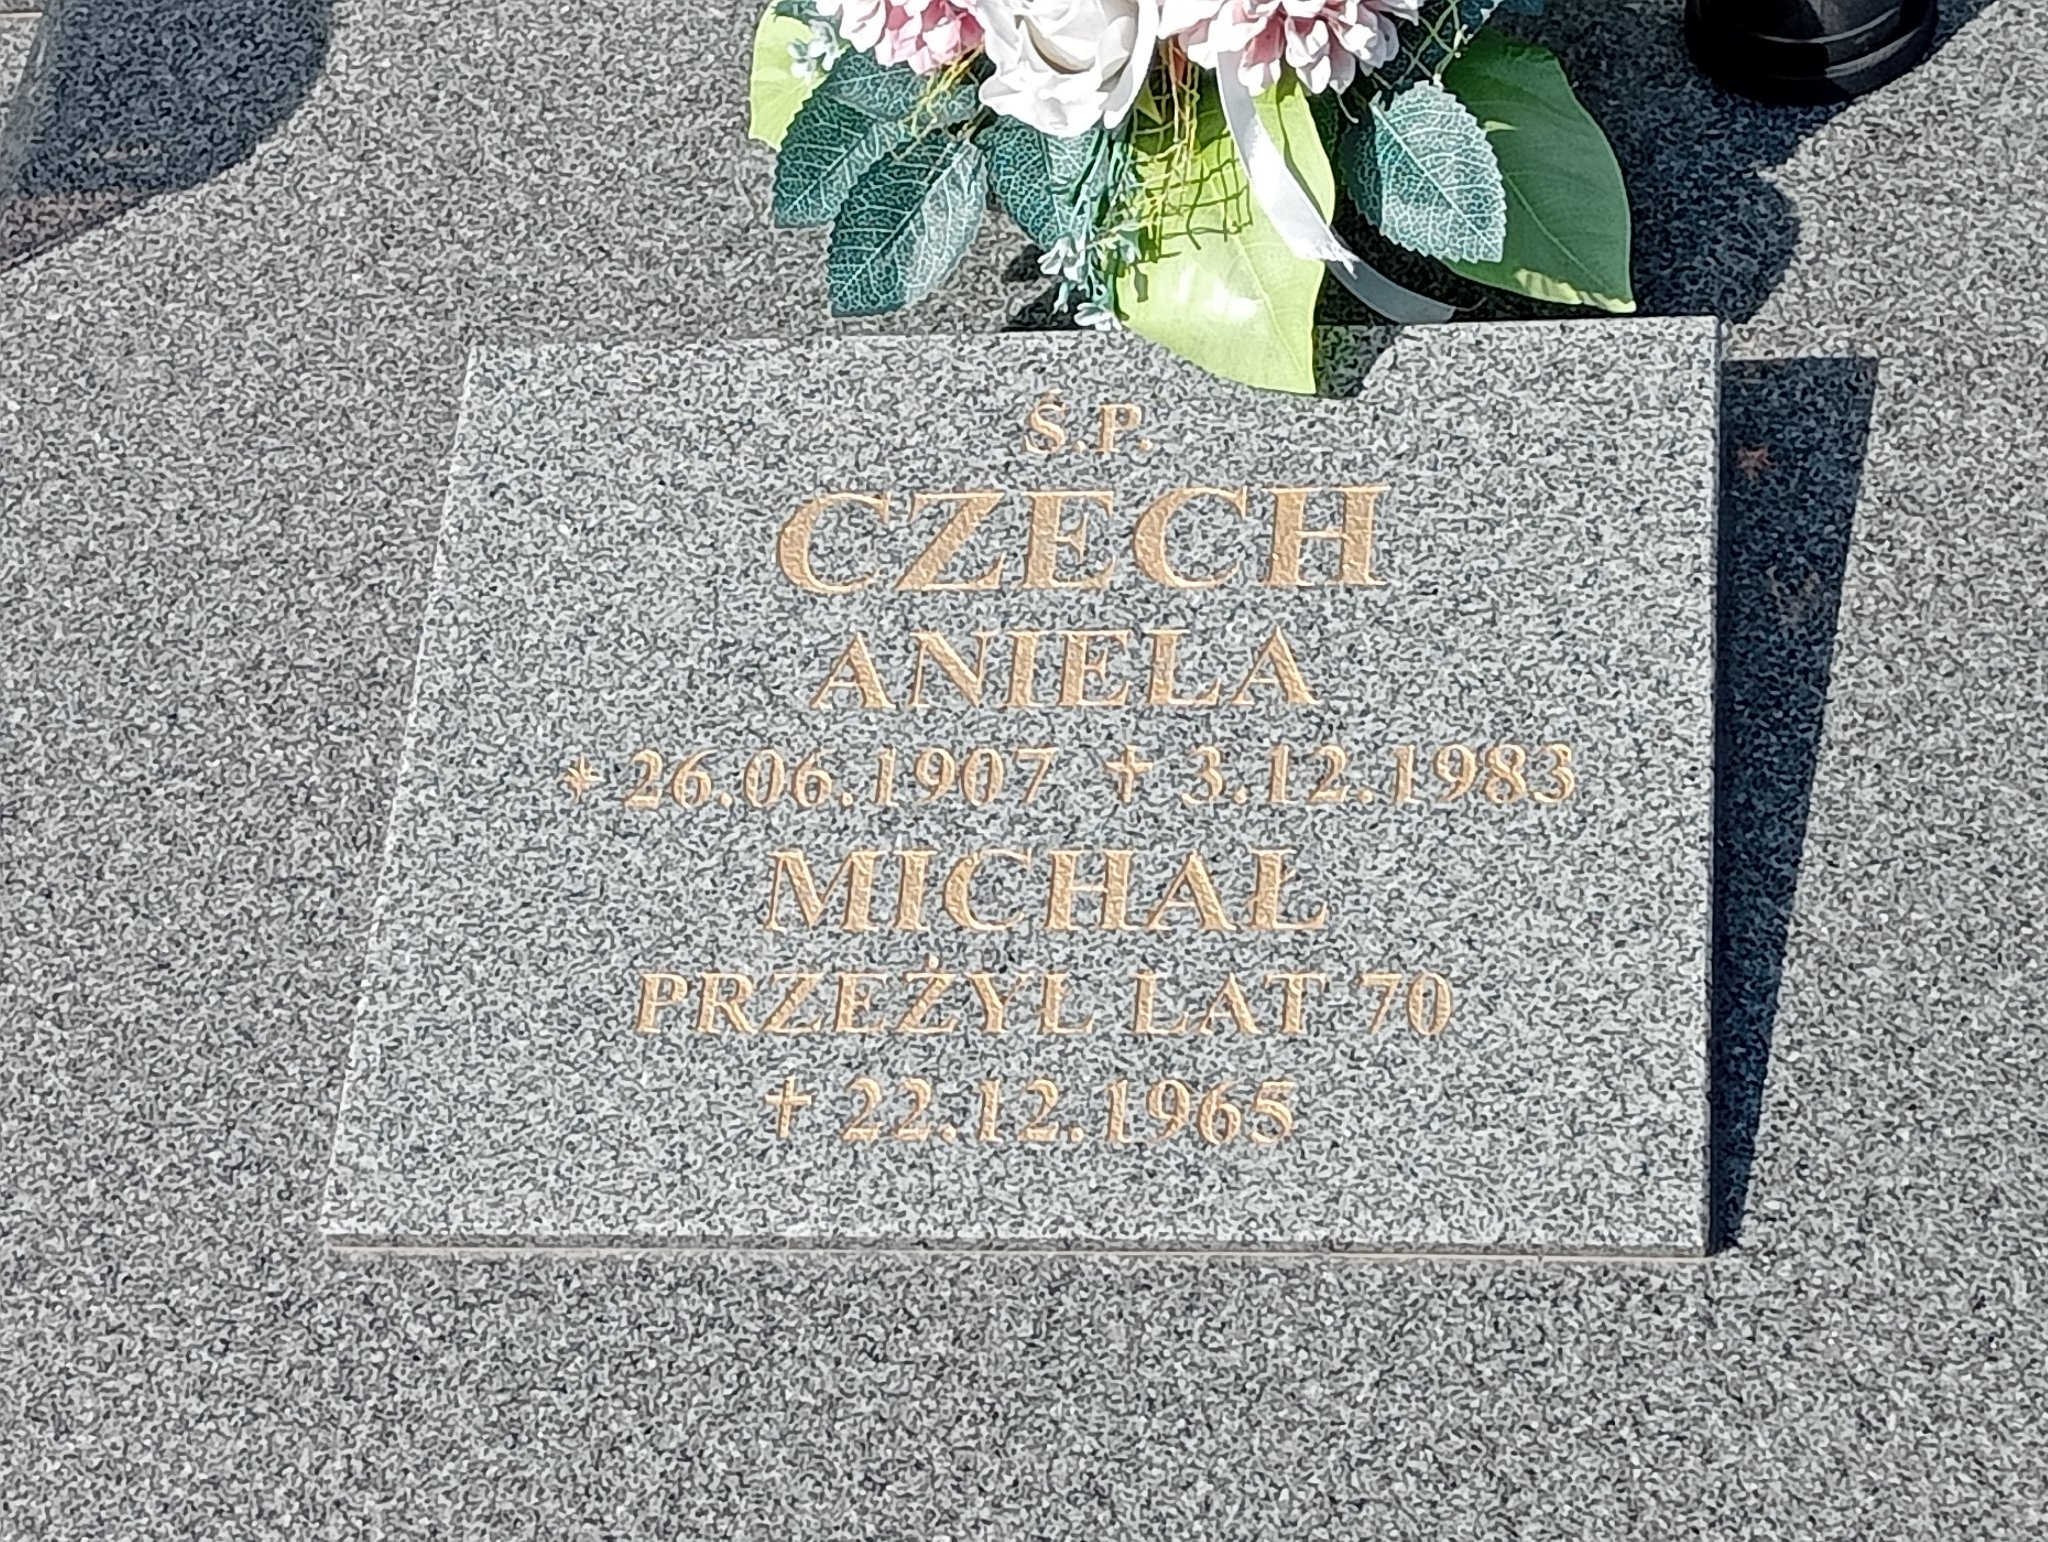 Ś.P.
CZECH
ANIELA
* 26.06.1907 ✝ 3.12.1983
MICHAŁ
PRZEŻYŁ LAT 70
✝ 22.12.1965